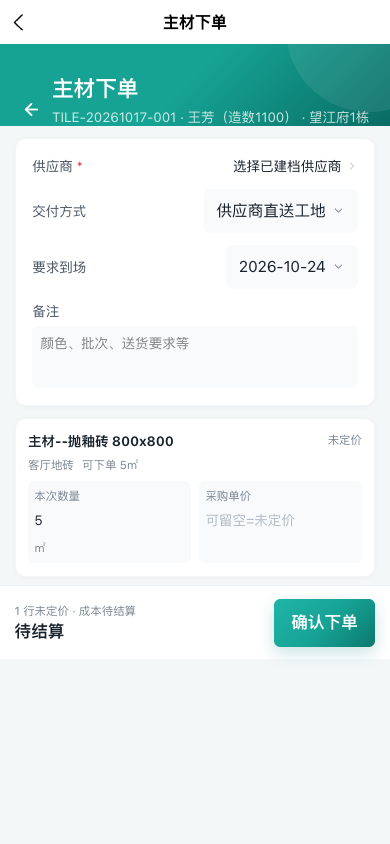 主材下单
主材下单
TILE-20261017-001 · 王芳（造数1100） · 望江府1栋
供应商 *
选择已建档供应商
交付方式
供应商直送工地
要求到场
2026-10-24
备注
颜色、批次、送货要求等
主材--抛釉砖 800x800
未定价
客厅地砖 可下单 5㎡
本次数量
采购单价
5
可留空=未定价
㎡
1 行未定价 · 成本待结算
待结算
确认下单